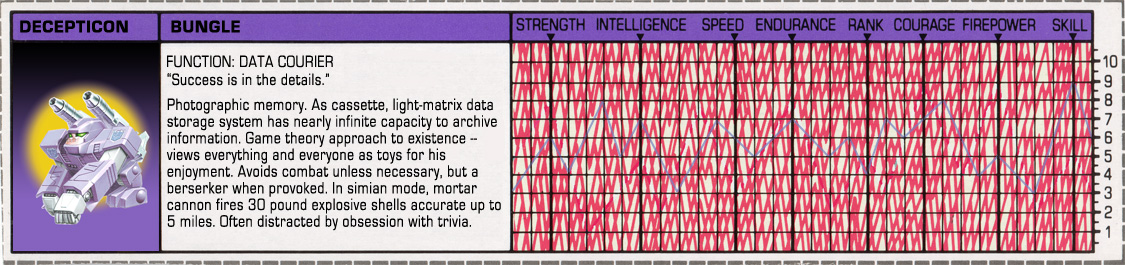 DECEPTICON
BUNGLE
STRENGTH INTELLIGENCE SPEED ENDURANCE RANK COURAGE FIREPOWER SKILL
FUNCTION: DATA COURIER
"Success is in the details."
Photographic memory. As cassette, light-matrix data
storage system has nearly infinite capacity to archive
information. Game theory approach to existence --
views everything and everyone as toys for his
enjoyment. Avoids combat unless necessary, but a
berserker when provoked. In simian mode, mortar
cannon fires 30 pound explosive shells accurate up to
5 miles. Often distracted by obsession with trivia.
10
9
8
7
6
5
4
3
2
1